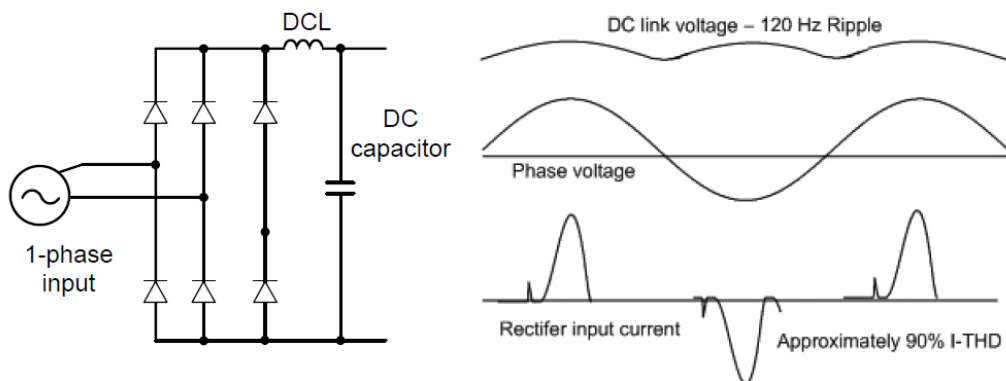 DCL
DC
capacitor
1-phase
input
DC link voltage – 120 Hz Ripple
Phase voltage
Rectifer input current
Approximately 90% I-THD